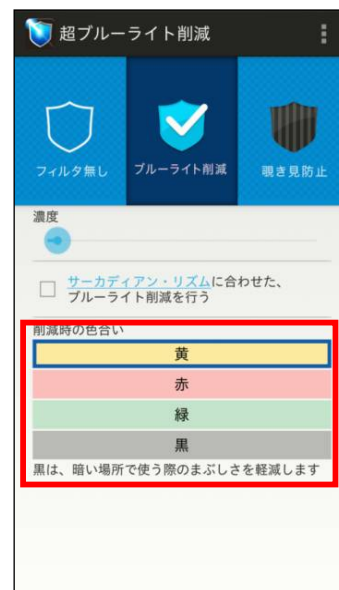 超ブルーライト削減
フィルタ無し
ブルーライト削減
覗き見防止
濃度
サーカディアン・リズムに合わせた、
ブルーライト削減を行う
削減時の色合い
黄
赤
緑
黒
黒は、暗い場所で使う際のまぶしさを軽減します